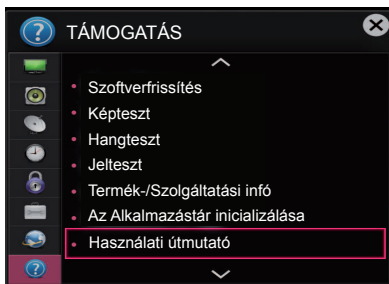 TÁMOGATÁS
Szoftverfrissítés
Képteszt
Hangteszt
Jelteszt
Termék-/Szolgáltatási infó
Az Alkalmazástár inicializálása
Használati útmutató